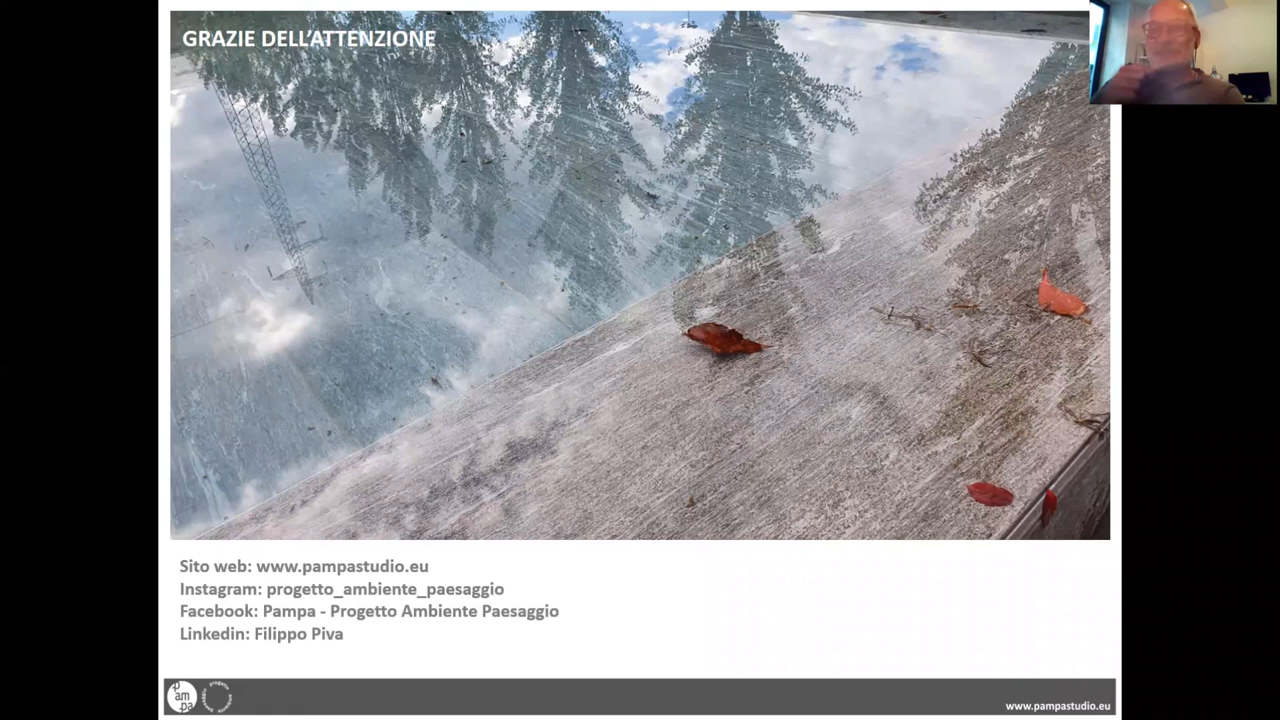 GRAZIE DELL'ATTENZIONE
Sito web: www.pampastudio.eu
Instagram: progetto_ambiente_paesaggio
Facebook: Pampa - Progetto Ambiente Paesaggio
Linkedin: Filippo Piva
pampa
www.pampastudio.eu